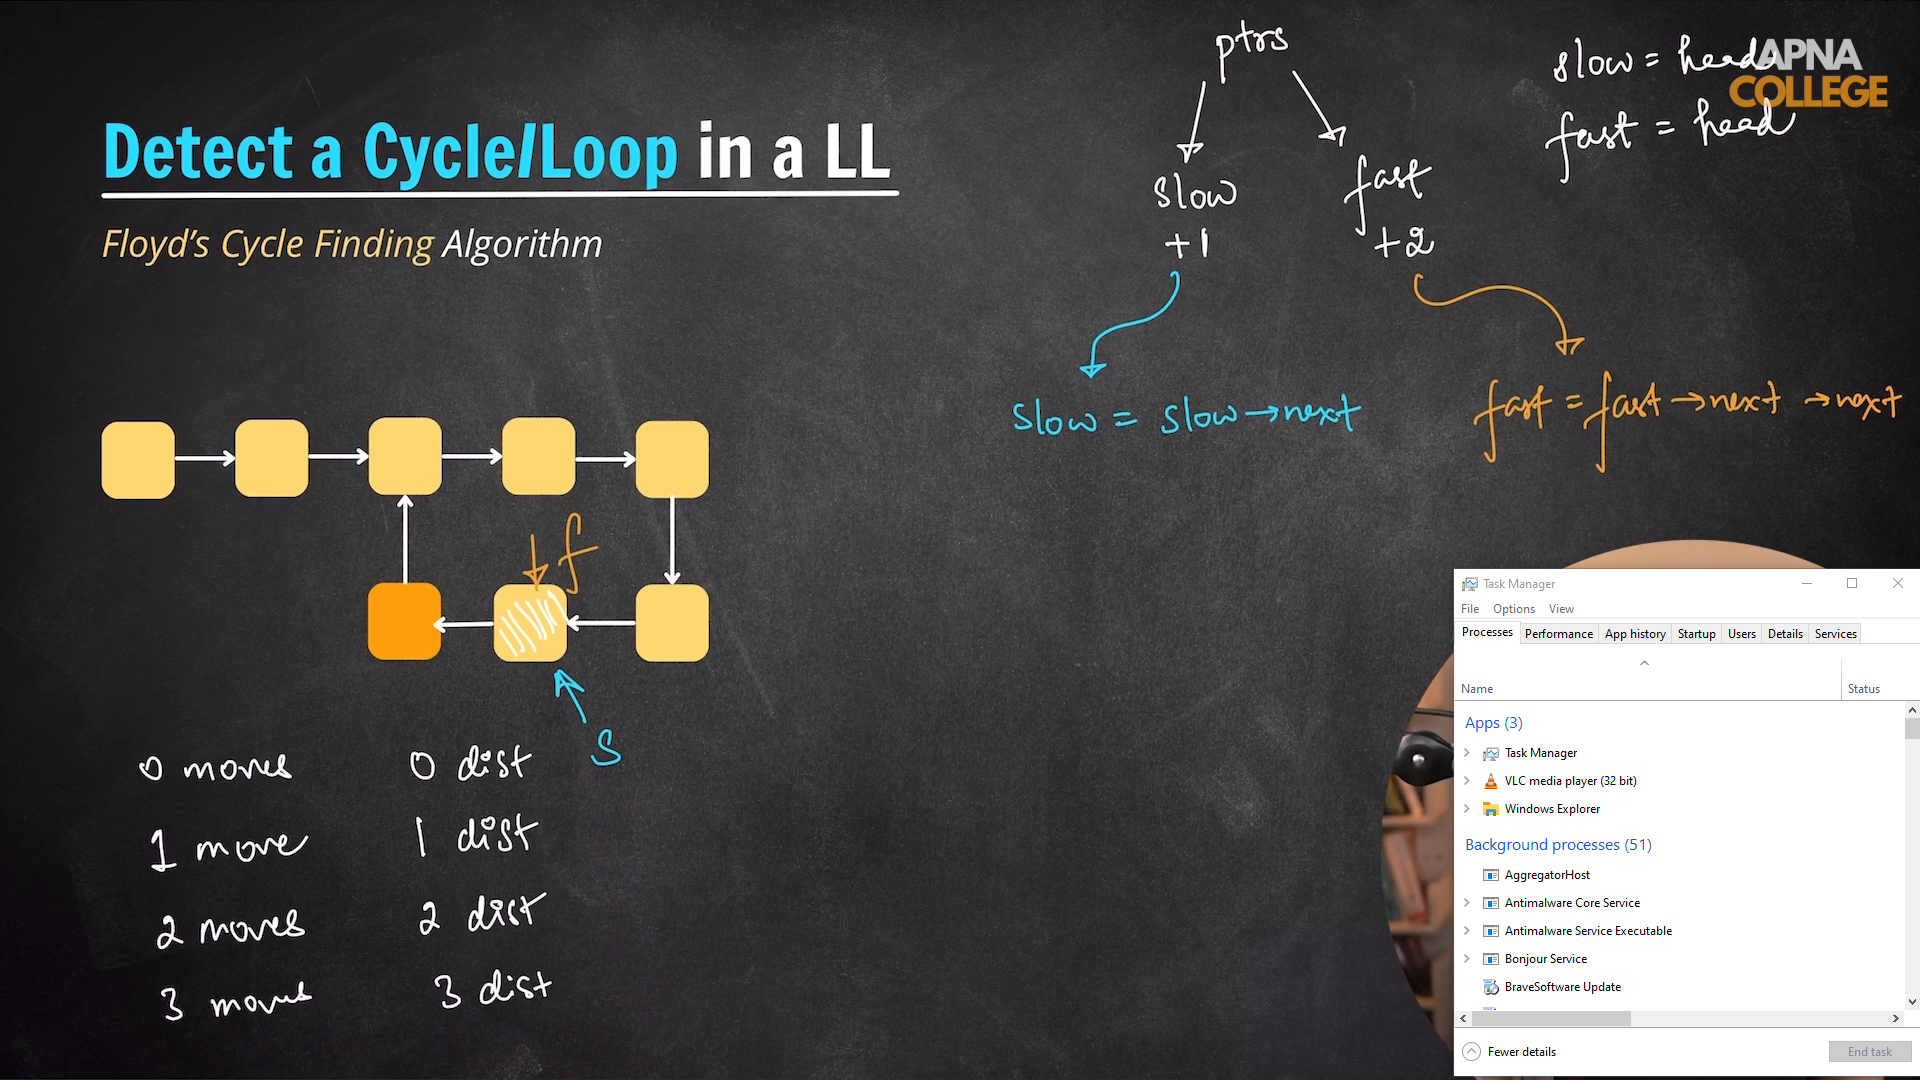 ptrs
slow = head
fast = head
APNA
COLLEGE
Detect a Cycle/Loop in a LL
Floyd's Cycle Finding Algorithm
slow
+1
fast
+2
slow = slow → next
fast = fast → next → next
f
S
0 moves 0 dist
1 move 1 dist
2 moves 2 dist
3 moves 3 dist
Task Manager
File Options View
Processes Performance App history Startup Users Details Services
Name Status
Apps (3)
Task Manager
VLC media player (32 bit)
Windows Explorer
Background processes (51)
AggregatorHost
Antimalware Core Service
Antimalware Service Executable
Bonjour Service
BraveSoftware Update
Fewer details End task